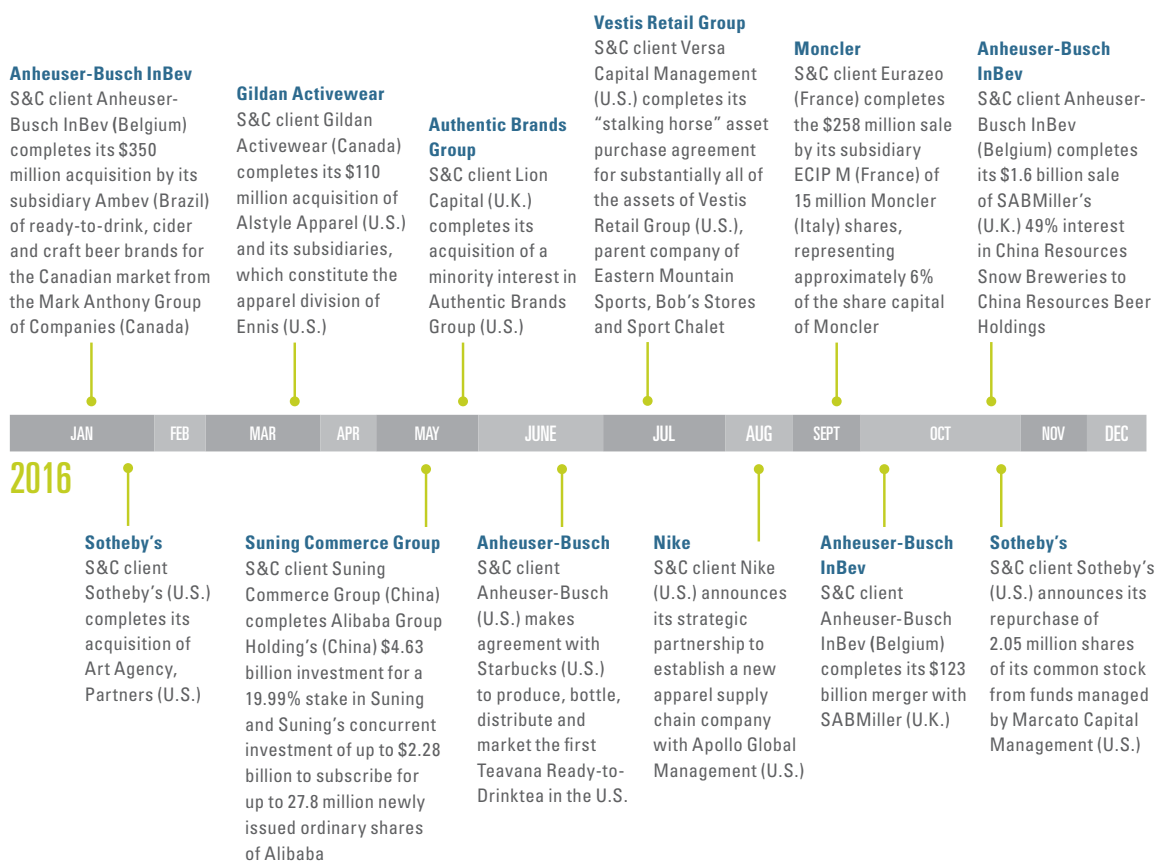 Anheuser-Busch InBev
S&C client Anheuser-
Busch InBev (Belgium)
completes its $350
million acquisition by its
subsidiary Ambev (Brazil)
of ready-to-drink, cider
and craft beer brands for
the Canadian market from
the Mark Anthony Group
of Companies (Canada)
Gildan Activewear
S&C client Gildan
Activewear (Canada)
completes its $110
million acquisition of
Alstyle Apparel (U.S.)
and its subsidiaries,
which constitute the
apparel division of
Ennis (U.S.)
Authentic Brands
Group
S&C client Lion
Capital (U.K.)
completes its
acquisition of a
minority interest in
Authentic Brands
Group (U.S.)
Vestis Retail Group
S&C client Versa
Capital Management
(U.S.) completes its
“stalking horse” asset
purchase agreement
for substantially all of
the assets of Vestis
Retail Group (U.S.),
parent company of
Eastern Mountain
Sports, Bob’s Stores
and Sport Chalet
Moncler
S&C client Eurazeo
(France) completes
the $258 million sale
by its subsidiary
ECIP M (France) of
15 million Moncler
(Italy) shares,
representing
approximately 6%
of the share capital
of Moncler
Anheuser-Busch
InBev
S&C client Anheuser-
Busch InBev
(Belgium) completes
its $1.6 billion sale
of SABMiller’s
(U.K.) 49% interest
in China Resources
Snow Breweries to
China Resources Beer
Holdings
JAN FEB MAR APR MAY JUNE JUL AUG SEPT OCT NOV DEC
2016
Sotheby’s
S&C client
Sotheby’s (U.S.)
completes its
acquisition of
Art Agency,
Partners (U.S.)
Suning Commerce Group
S&C client Suning
Commerce Group (China)
completes Alibaba Group
Holding’s (China) $4.63
billion investment for a
19.99% stake in Suning
and Suning’s concurrent
investment of up to $2.28
billion to subscribe for
up to 27.8 million newly
issued ordinary shares
of Alibaba
Anheuser-Busch
S&C client
Anheuser-Busch
(U.S.) makes
agreement with
Starbucks (U.S.)
to produce, bottle,
distribute and
market the first
Teavana Ready-to-
Drinktea in the U.S.
Nike
S&C client Nike
(U.S.) announces
its strategic
partnership to
establish a new
apparel supply
chain company
with Apollo Global
Management (U.S.)
Anheuser-Busch
InBev
S&C client
Anheuser-Busch
InBev (Belgium)
completes its $123
billion merger with
SABMiller (U.K.)
Sotheby’s
S&C client Sotheby’s
(U.S.) announces its
repurchase of
2.05 million shares
of its common stock
from funds managed
by Marcato Capital
Management (U.S.)